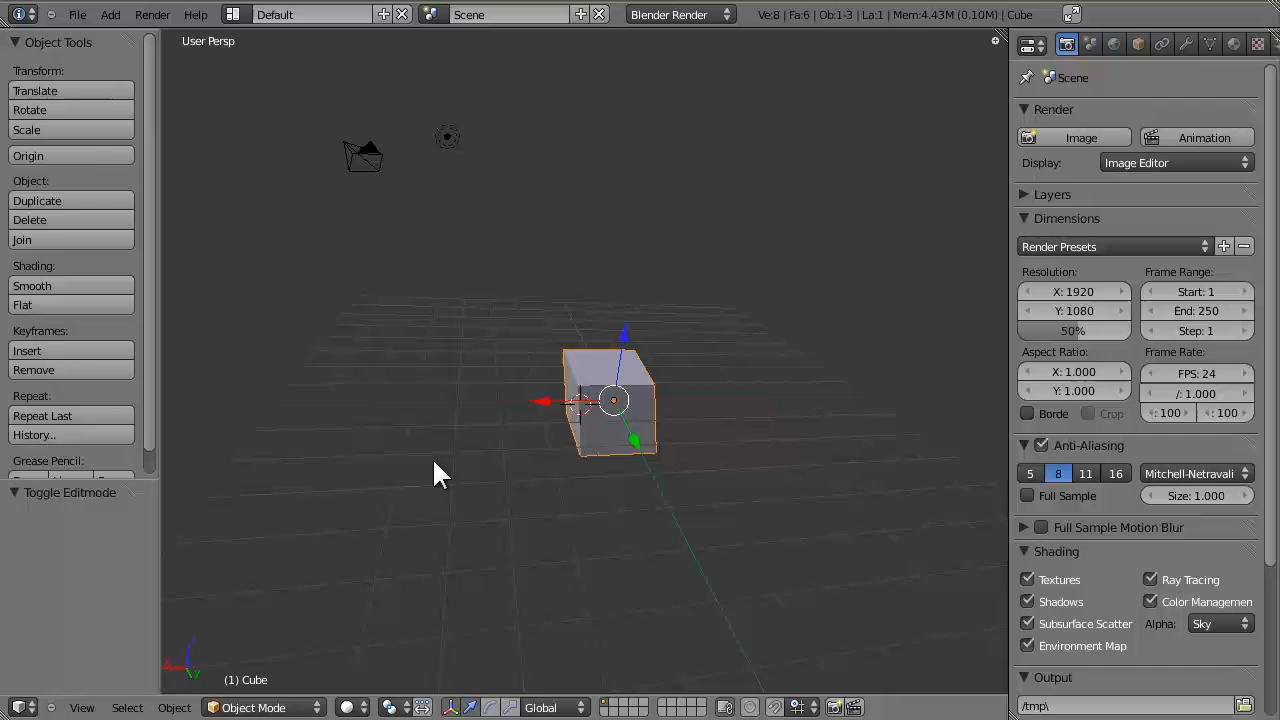 File Add Render Help Default Scene Blender Render Ve:8 | Fa:6 | Ob:1-3 | La:1 | Mem:4.43M (0.10M) | Cube
Object Tools
Transform:
Translate
Rotate
Scale
Origin
Object:
Duplicate
Delete
Join
Shading:
Smooth
Flat
Keyframes:
Insert
Remove
Repeat:
Repeat Last
History...
Grease Pencil:
Toggle Editmode
User Persp
(1) Cube
View Select Object Object Mode Global
Scene
Render
Image Animation
Display: Image Editor
Layers
Dimensions
Render Presets
Resolution: Frame Range:
X: 1920 Start: 1
Y: 1080 End: 250
50% Step: 1
Aspect Ratio: Frame Rate:
X: 1.000 FPS: 24
Y: 1.000 /: 1.000
Borde Crop : 100 : 100
Anti-Aliasing
5 8 11 16 Mitchell-Netravali
Full Sample Size: 1.000
Full Sample Motion Blur
Shading
Textures Ray Tracing
Shadows Color Managemen
Subsurface Scatter Alpha: Sky
Environment Map
Output
/tmp\